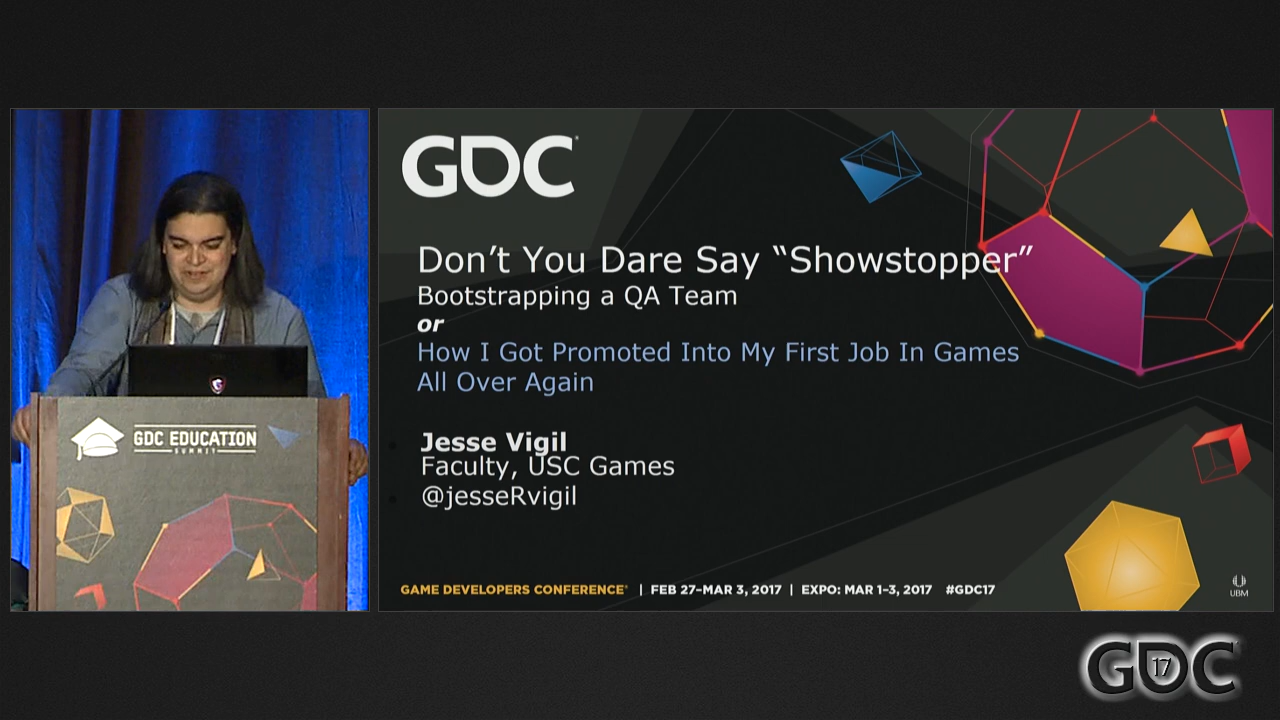 GDC
Don't You Dare Say “Showstopper”
Bootstrapping a QA Team
or
How I Got Promoted Into My First Job In Games
All Over Again
Jesse Vigil
Faculty, USC Games
@jesseRvigil
GAME DEVELOPERS CONFERENCE® | FEB 27–MAR 3, 2017 | EXPO: MAR 1–3, 2017 #GDC17
UBM
GDC EDUCATION
SUMMIT
GDC 17